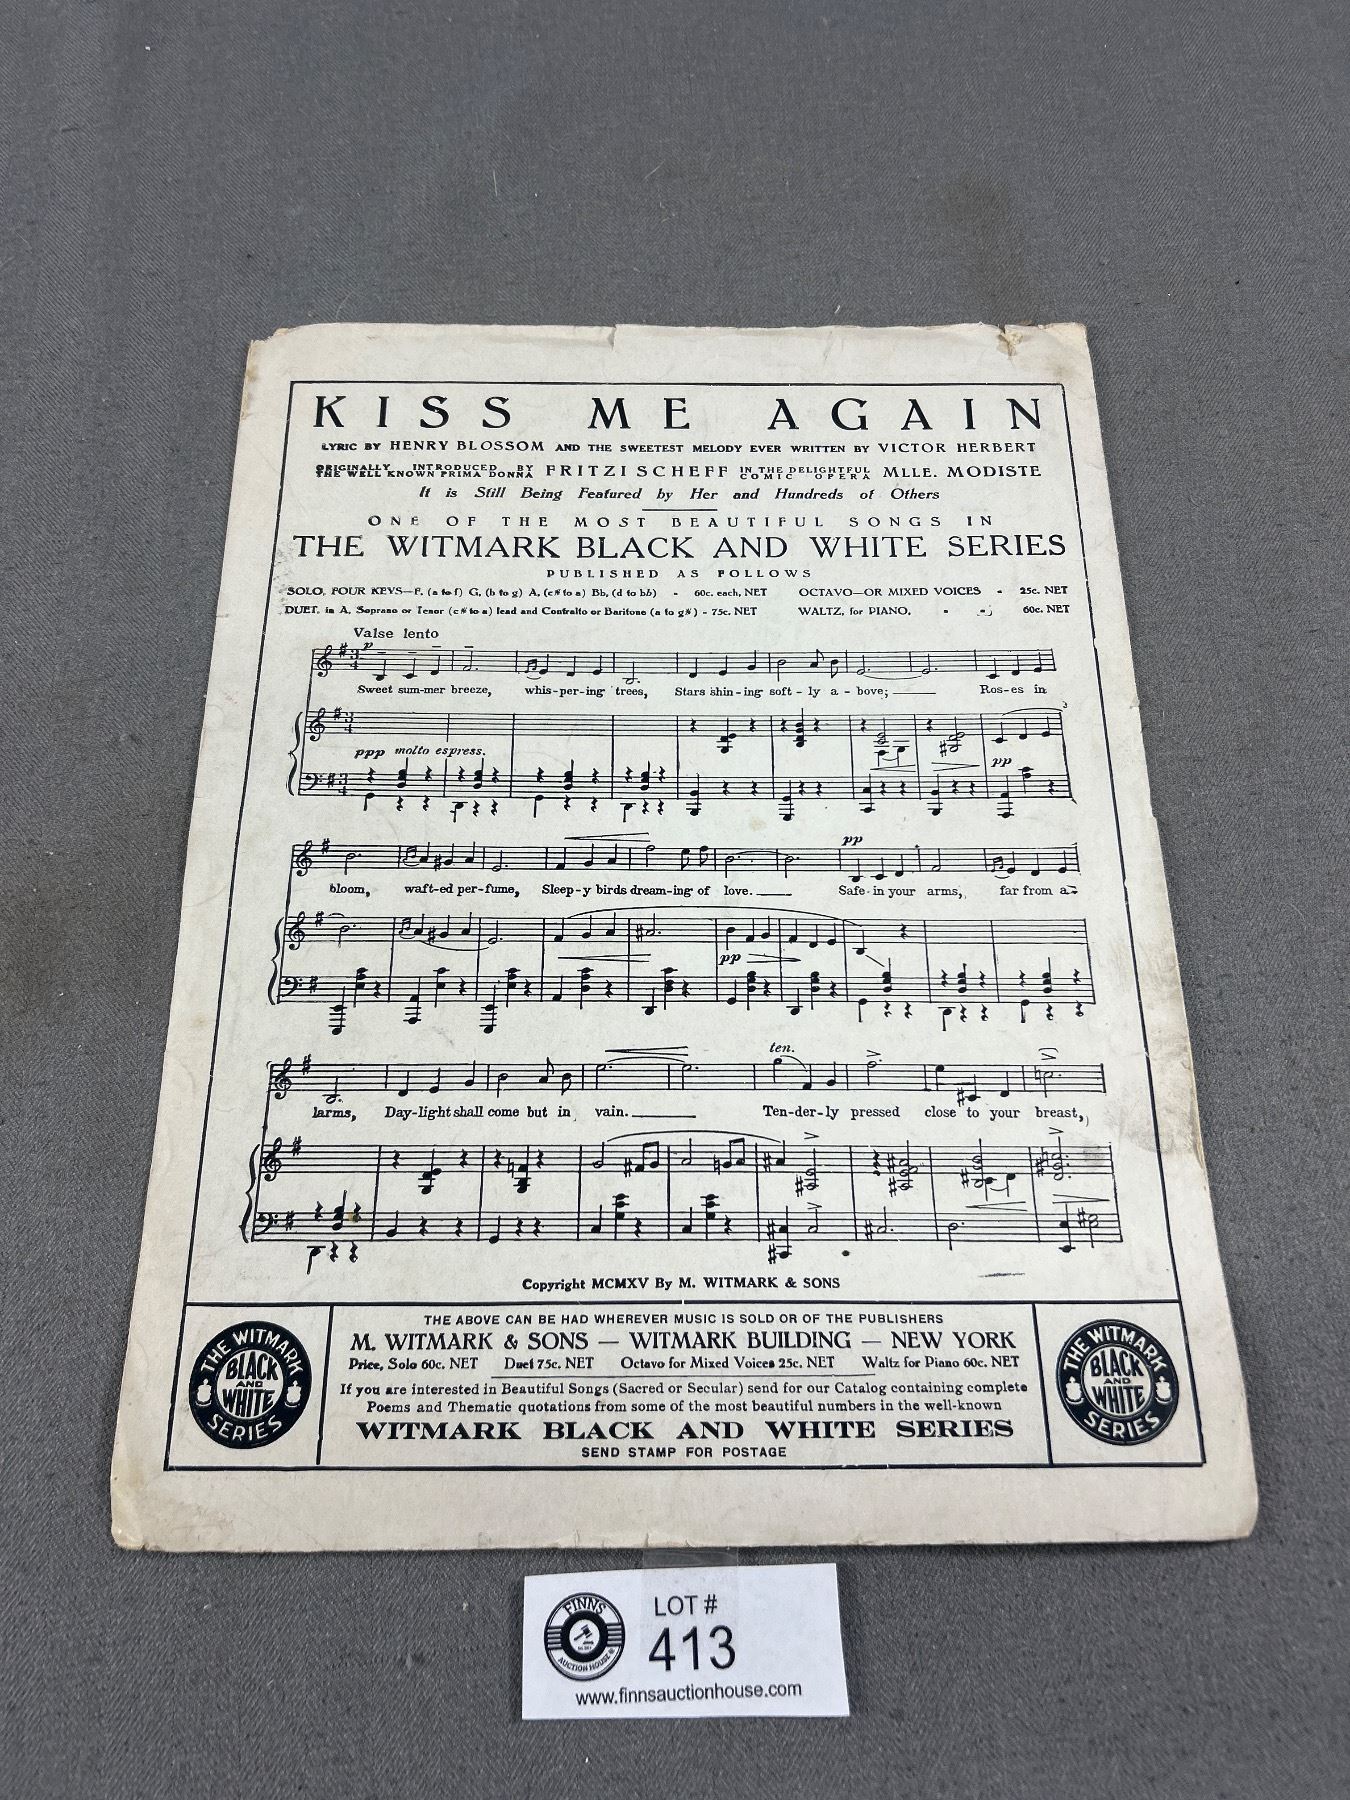 KISS ME AGAIN
LYRIC BY HENRY BLOSSOM AND THE SWEETEST MELODY EVER WRITTEN BY VICTOR HERBERT
ORIGINALLY INTRODUCED BY THE WELL KNOWN PRIMA DONNA FRITZI SCHEFF IN THE DELIGHTFUL COMIC OPERA MLLE. MODISTE
It is Still Being Featured by Her and Hundreds of Others
ONE OF THE MOST BEAUTIFUL SONGS IN
THE WITMARK BLACK AND WHITE SERIES
PUBLISHED AS FOLLOWS
SOLO, FOUR KEYS—F, (a to f) G, (b to g) A, (c# to a) Bb, (d to bb) - 60c. each, NET OCTAVO—OR MIXED VOICES - 25c. NET
DUET, in A, Soprano or Tenor (c# to a) lead and Contralto or Baritone (a to g#) - 75c. NET WALTZ, for PIANO, - - 60c. NET
Valse lento
p
Sweet sum-mer breeze, whis-per-ing trees, Stars shin-ing soft-ly a-bove; Ros-es in
ppp molto espress.
pp
pp
bloom, waft-ed per-fume, Sleep-y birds dream-ing of love. Safe in your arms, far from a-
pp
ten.
larms, Day-light shall come but in vain. Ten-der-ly pressed close to your breast,
Copyright MCMXV By M. WITMARK & SONS
THE ABOVE CAN BE HAD WHEREVER MUSIC IS SOLD OR OF THE PUBLISHERS
M. WITMARK & SONS — WITMARK BUILDING — NEW YORK
Price, Solo 60c. NET Duet 75c. NET Octavo for Mixed Voices 25c. NET Waltz for Piano 60c. NET
If you are interested in Beautiful Songs (Sacred or Secular) send for our Catalog containing complete
Poems and Thematic quotations from some of the most beautiful numbers in the well-known
WITMARK BLACK AND WHITE SERIES
SEND STAMP FOR POSTAGE
THE WITMARK
BLACK
AND
WHITE
SERIES
THE WITMARK
BLACK
AND
WHITE
SERIES
FINNS
AUCTION HOUSE
LOT #
413
www.finnsauctionhouse.com